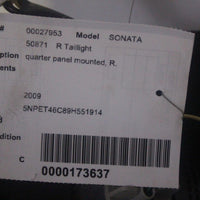 # 00027953 Model SONATA
50871 R Taillight
ption quarter panel mounted, R.
ents
2009
5NPET46C89H551914
dition
C 0000173637